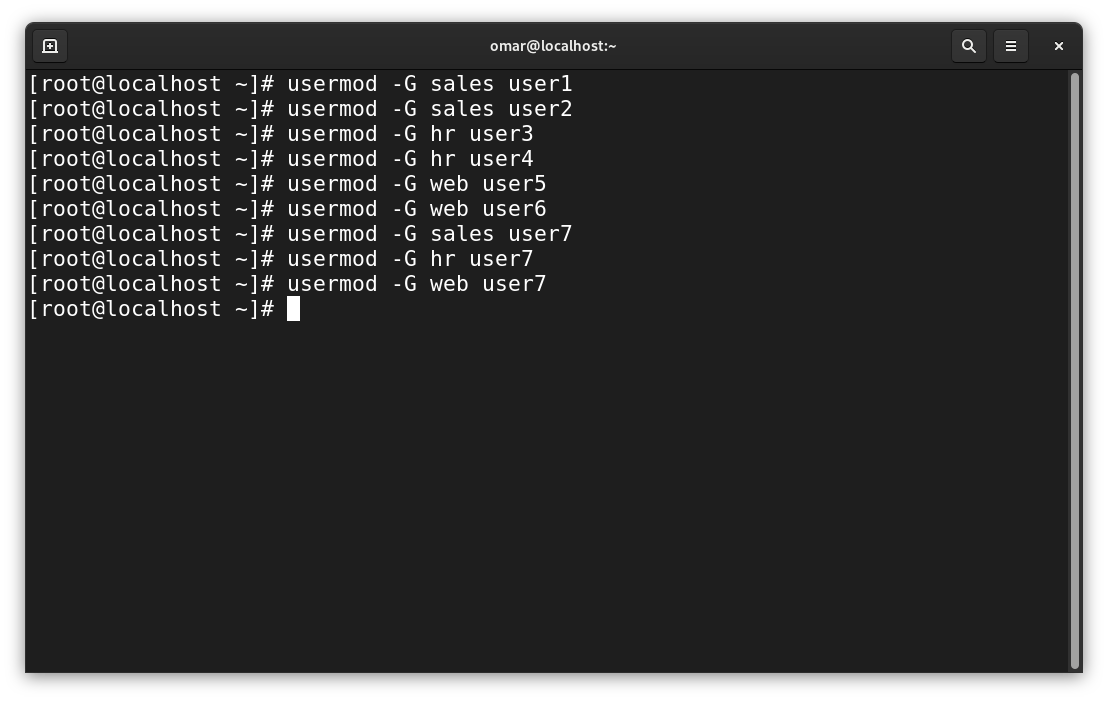 omar@localhost:~
[root@localhost ~]# usermod -G sales user1
[root@localhost ~]# usermod -G sales user2
[root@localhost ~]# usermod -G hr user3
[root@localhost ~]# usermod -G hr user4
[root@localhost ~]# usermod -G web user5
[root@localhost ~]# usermod -G web user6
[root@localhost ~]# usermod -G sales user7
[root@localhost ~]# usermod -G hr user7
[root@localhost ~]# usermod -G web user7
[root@localhost ~]#